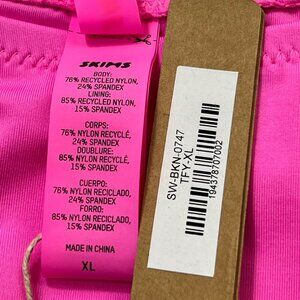 SKIMS
BODY:
76% RECYCLED NYLON,
24% SPANDEX
LINING:
85% RECYCLED NYLON,
15% SPANDEX
CORPS:
76% NYLON RECYCLÉ,
24% SPANDEX
DOUBLURE:
85% NYLON RECYCLÉ,
15% SPANDEX
CUERPO:
76% NYLON RECICLADO,
24% SPANDEX
FORRO:
85% NYLON RECICLADO,
15% SPANDEX
MADE IN CHINA
XL
SW-BKN-0747
TFY-XL
194378707002